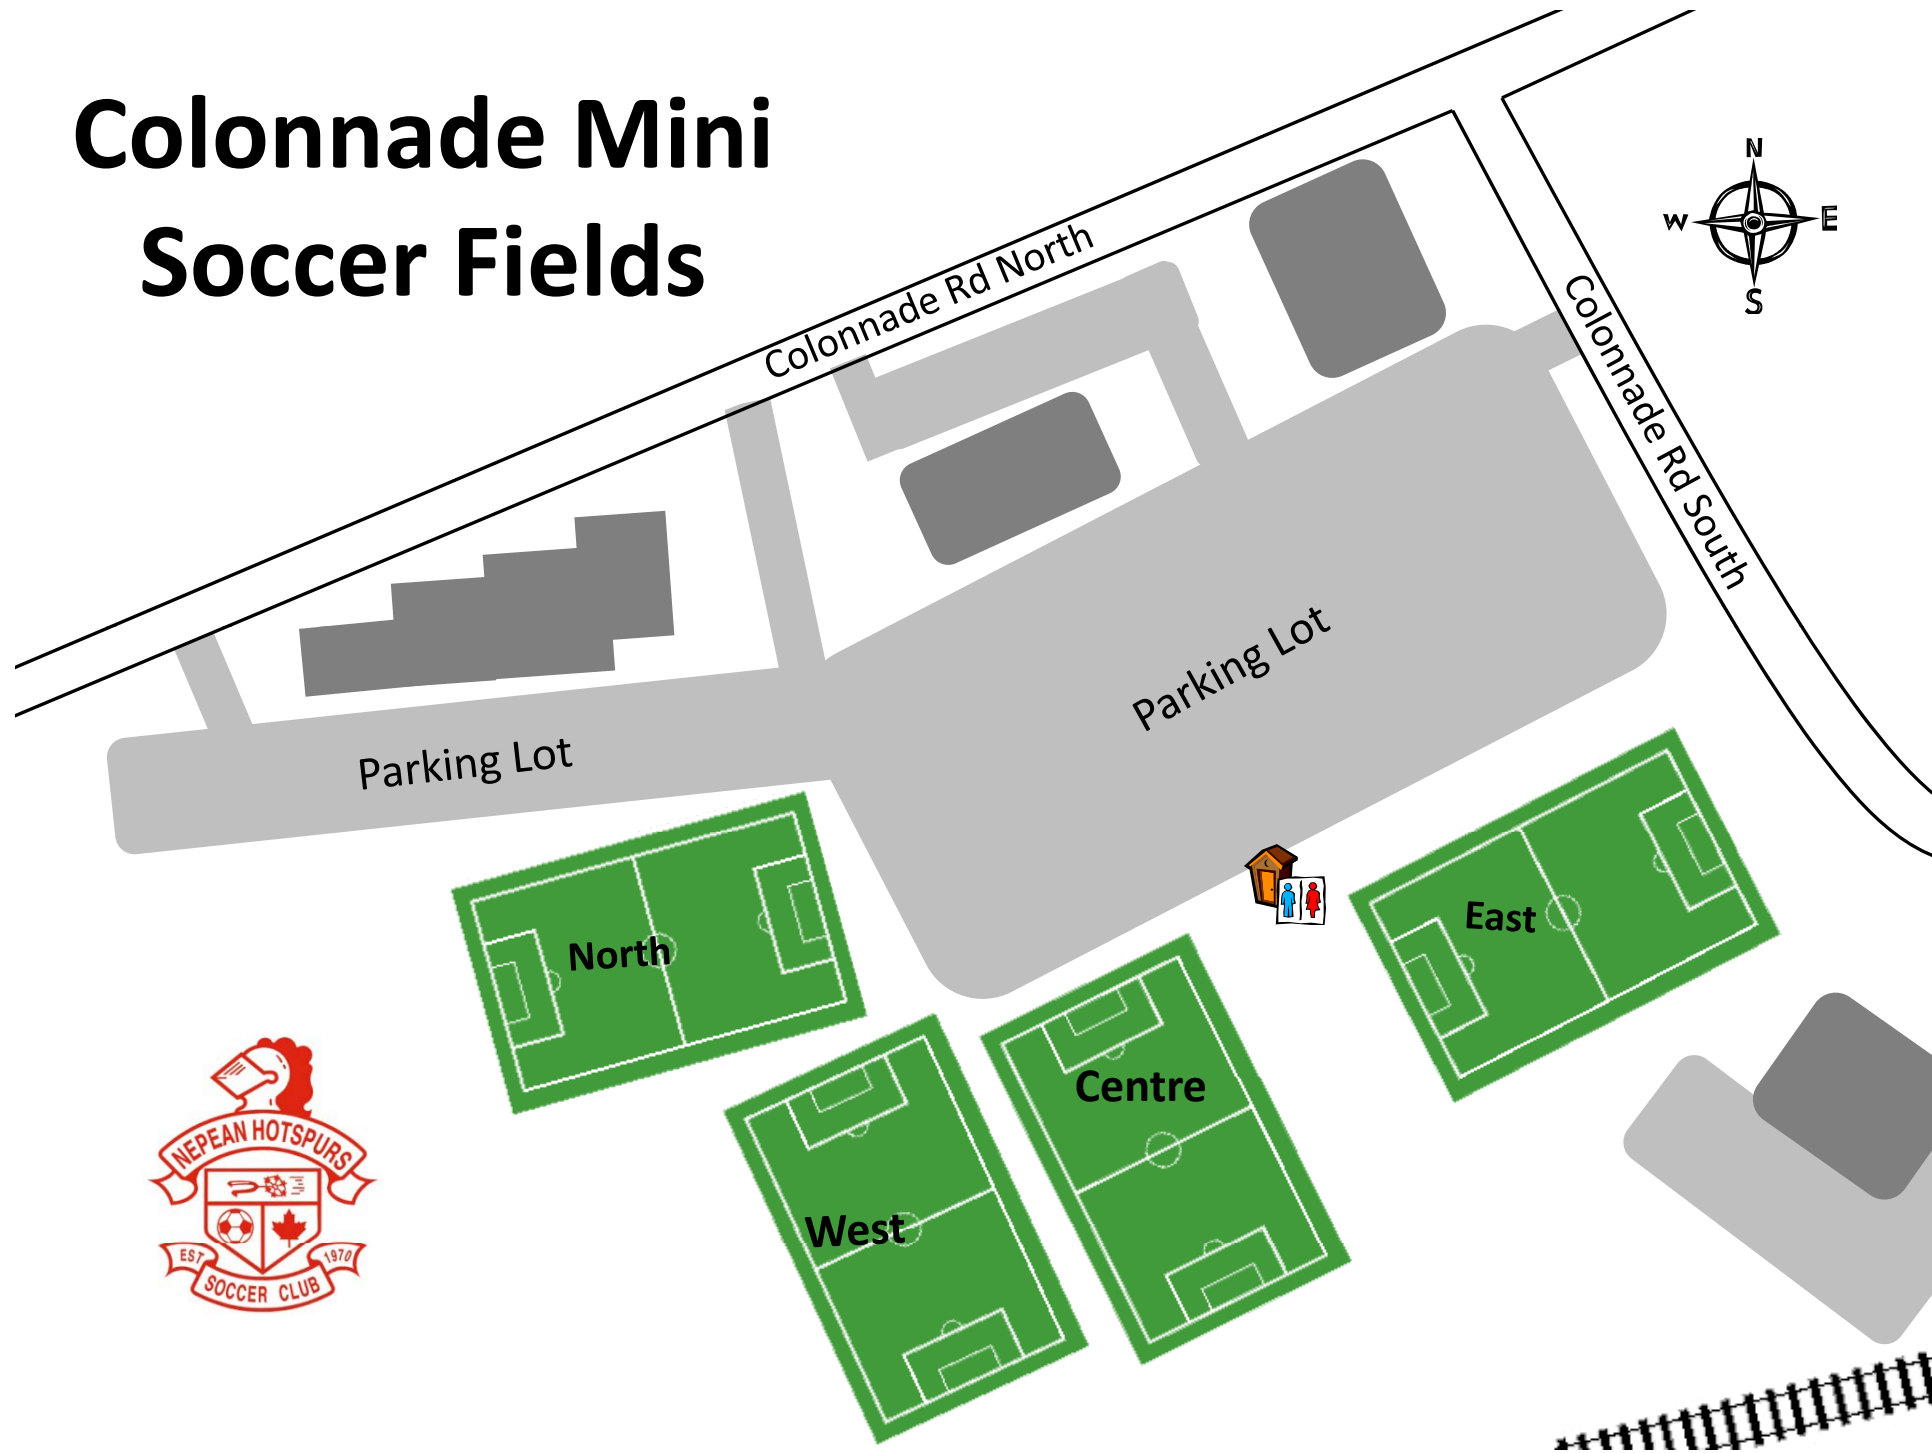 Colonnade Mini
Soccer Fields
N
W
E
S
Colonnade Rd North
Colonnade Rd South
Parking Lot
Parking Lot
North
East
Centre
West
NEPEAN HOTSPURS
EST
1970
SOCCER CLUB